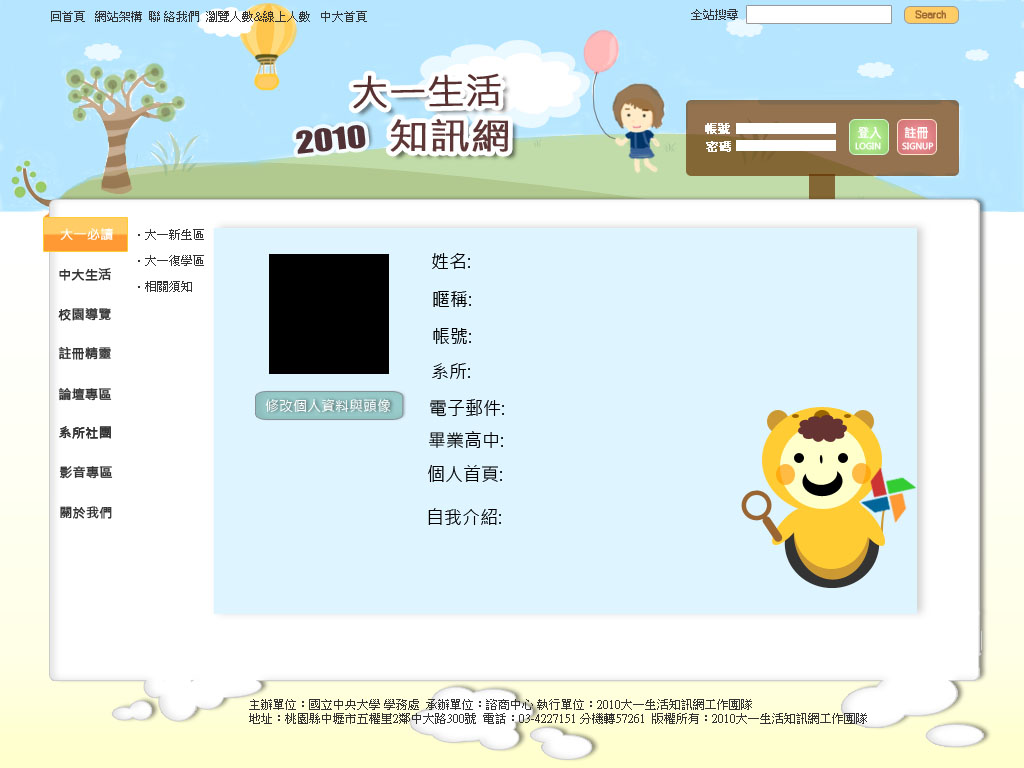 回首頁 網站架構 聯絡我們 瀏覽人數&線上人數 中大首頁
全站搜尋 Search
大一生活
2010 知訊網
帳號
密碼
登入 LOGIN
註冊 SIGNUP
大一必讀
中大生活
校園導覽
註冊精靈
論壇專區
系所社團
影音專區
關於我們
·大一新生區
·大一復學區
·相關須知
修改個人資料與頭像
姓名:
暱稱:
帳號:
系所:
電子郵件:
畢業高中:
個人首頁:
自我介紹:
主辦單位：國立中央大學 學務處 承辦單位：諮商中心 執行單位：2010大一生活知訊網工作團隊
地址：桃園縣中壢市五權里2鄰中大路300號 電話：03-4227151 分機轉57261 版權所有：2010大一生活知訊網工作團隊